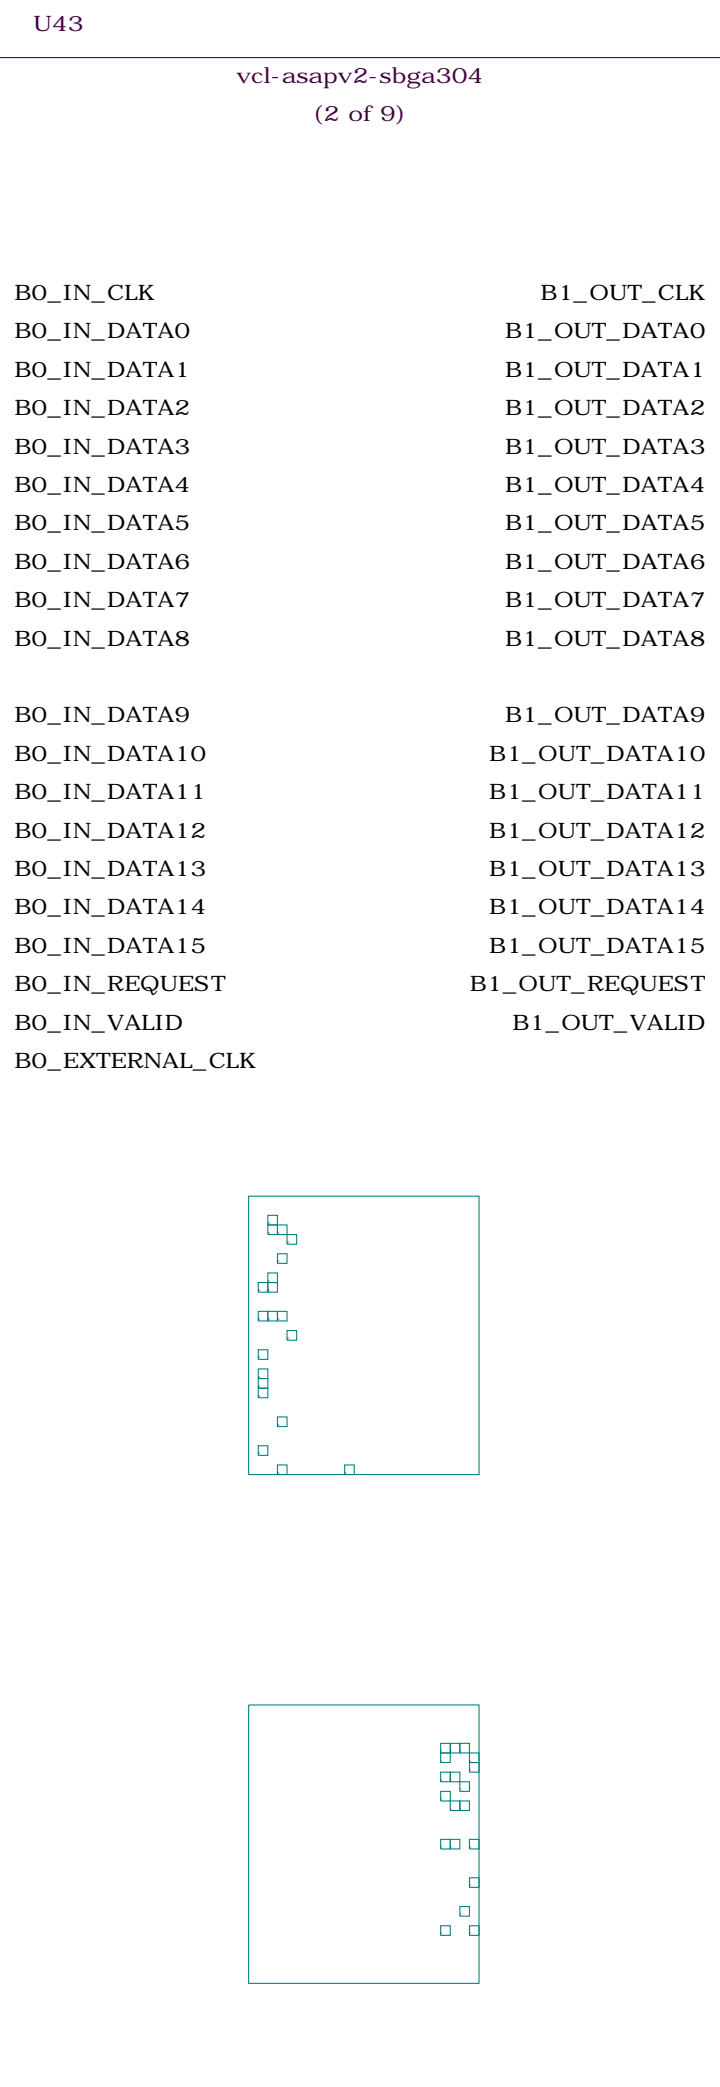 U43
vcl-asapv2-sbga304
(2 of 9)
B0_IN_CLK B1_OUT_CLK
B0_IN_DATA0 B1_OUT_DATA0
B0_IN_DATA1 B1_OUT_DATA1
B0_IN_DATA2 B1_OUT_DATA2
B0_IN_DATA3 B1_OUT_DATA3
B0_IN_DATA4 B1_OUT_DATA4
B0_IN_DATA5 B1_OUT_DATA5
B0_IN_DATA6 B1_OUT_DATA6
B0_IN_DATA7 B1_OUT_DATA7
B0_IN_DATA8 B1_OUT_DATA8
B0_IN_DATA9 B1_OUT_DATA9
B0_IN_DATA10 B1_OUT_DATA10
B0_IN_DATA11 B1_OUT_DATA11
B0_IN_DATA12 B1_OUT_DATA12
B0_IN_DATA13 B1_OUT_DATA13
B0_IN_DATA14 B1_OUT_DATA14
B0_IN_DATA15 B1_OUT_DATA15
B0_IN_REQUEST B1_OUT_REQUEST
B0_IN_VALID B1_OUT_VALID
B0_EXTERNAL_CLK